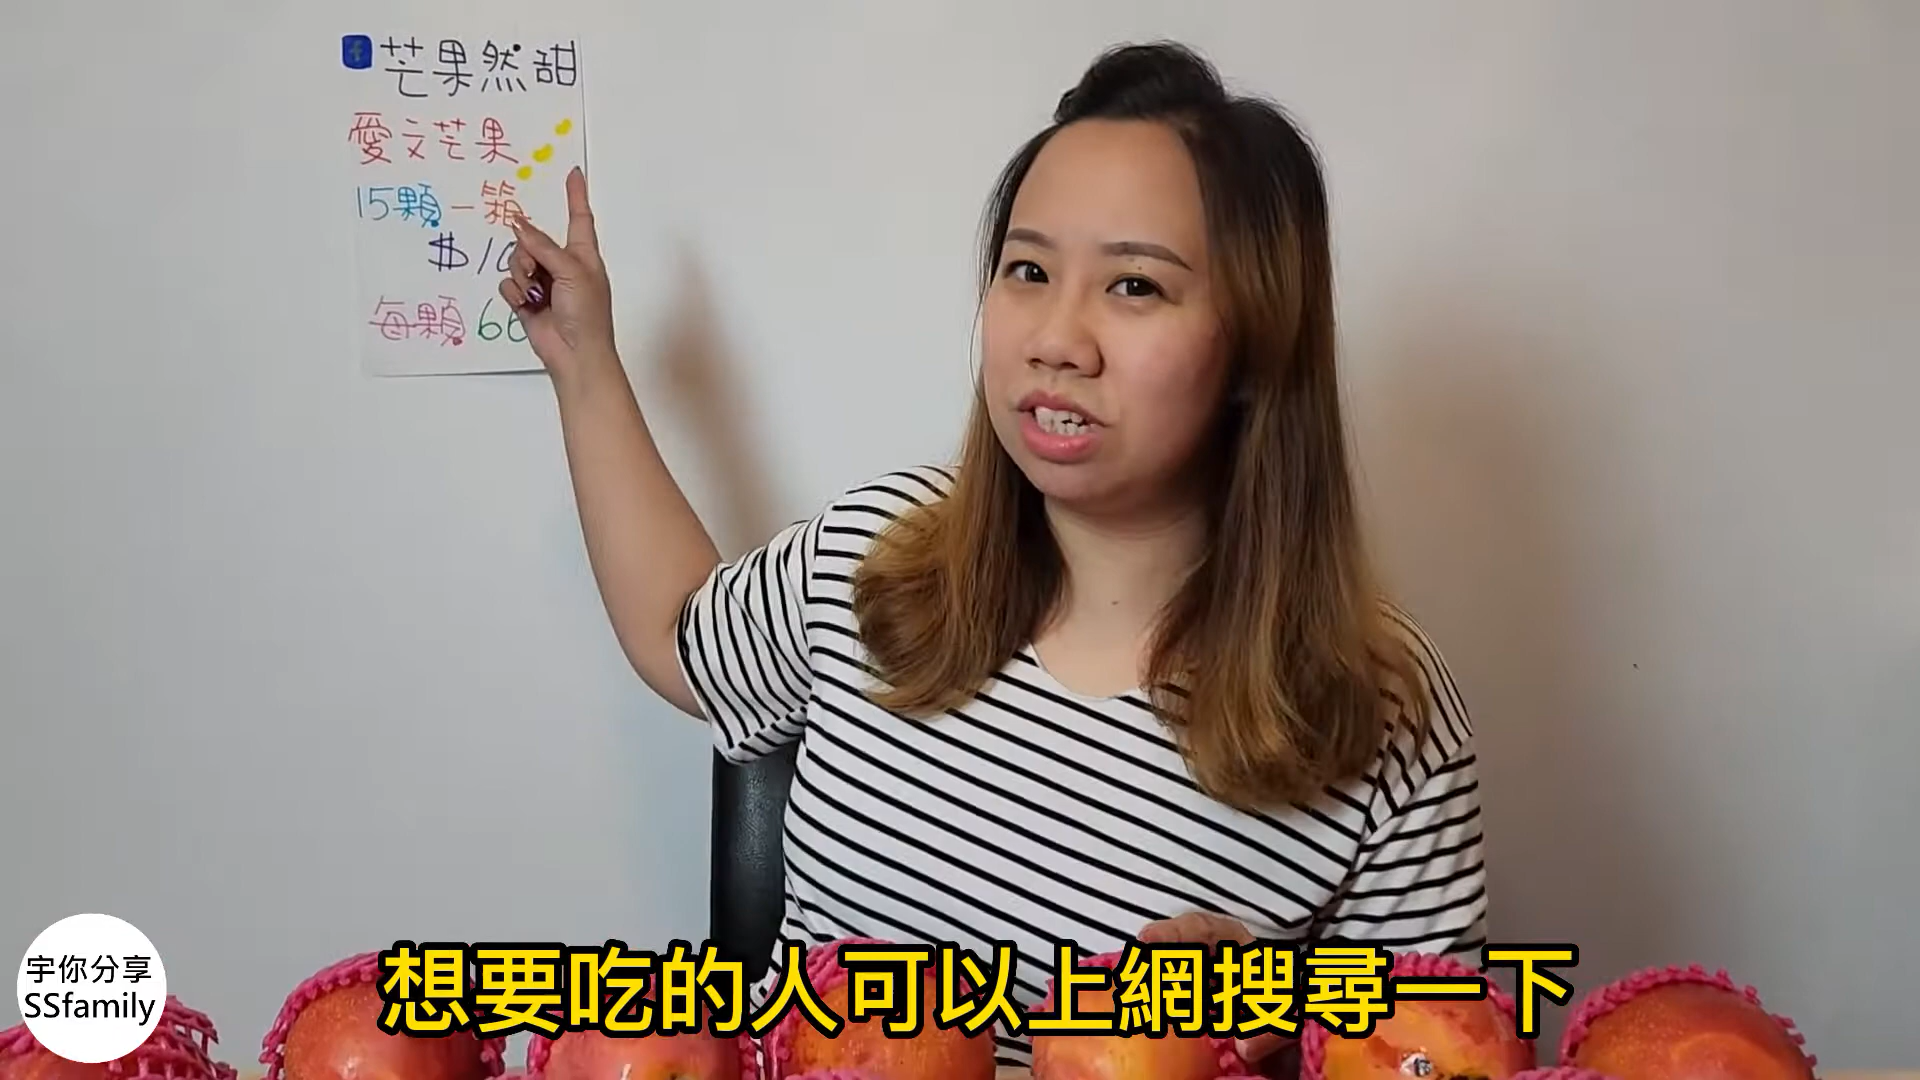 芒果然甜
愛文芒果
15顆一箱
$10
每顆66
想要吃的人可以上網搜尋一下
宇你分享
SSfamily